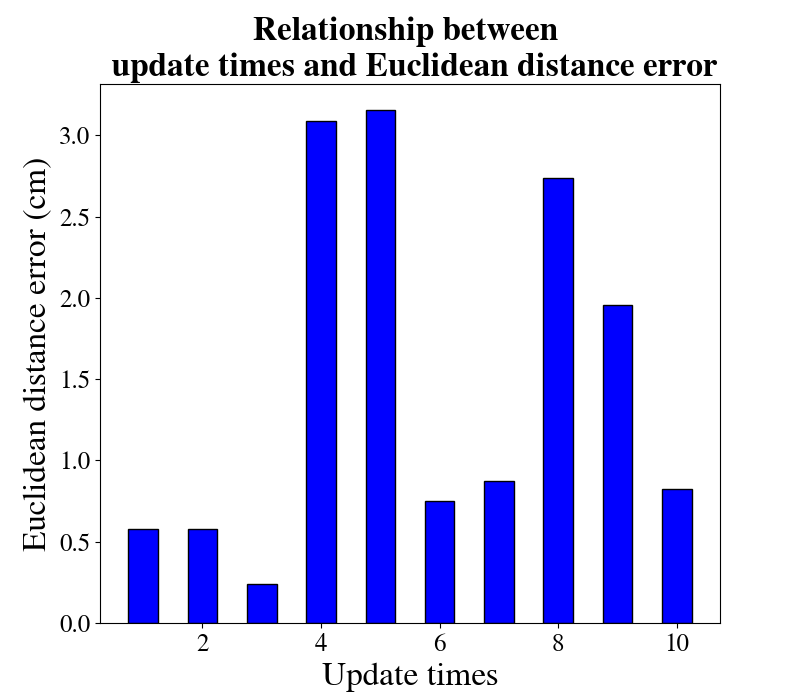 Relationship between
update times and Euclidean distance error
Euclidean distance error (cm)
3.0
2.5
2.0
1.5
1.0
0.5
0.0
2 4 6 8 10
Update times